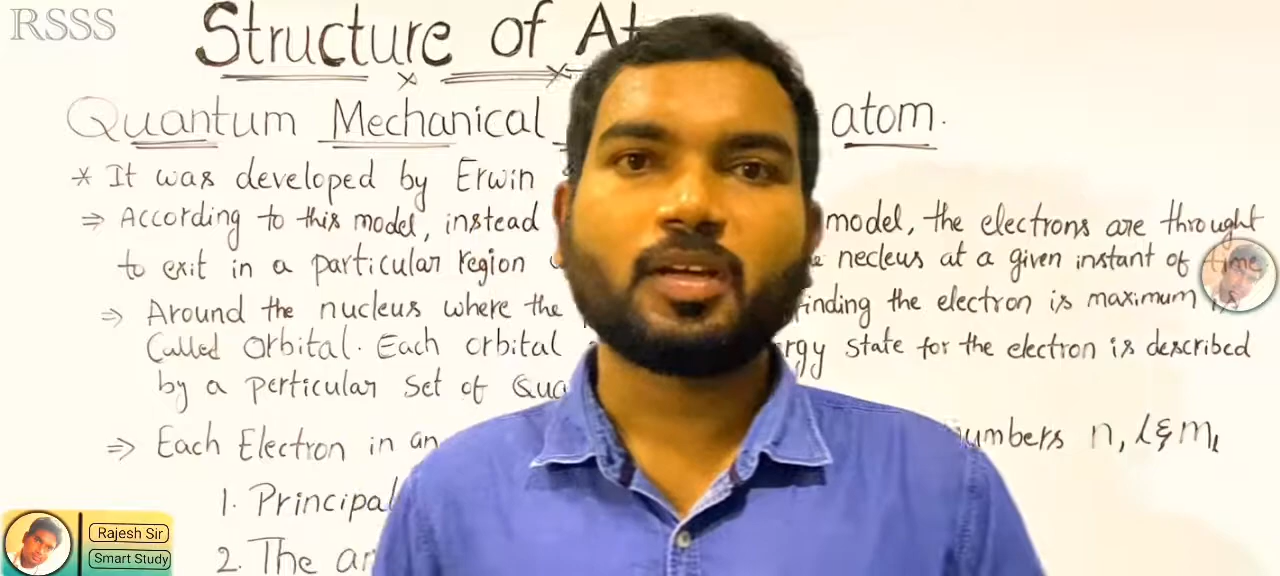 RSSS
Structure of At
Quantum Mechanical atom.
* It was developed by Erwin
⇒ According to this model, instead model, the electrons are throught
to exit in a particular region necleus at a given instant of time
⇒ Around the nucleus where the finding the electron is maximum is
Called Orbital. Each orbital rgy state for the electron is described
by a perticular set of Qua
⇒ Each Electron in an numbers n, l & ml
1. Principal
2. The
Rajesh Sir
Smart Study